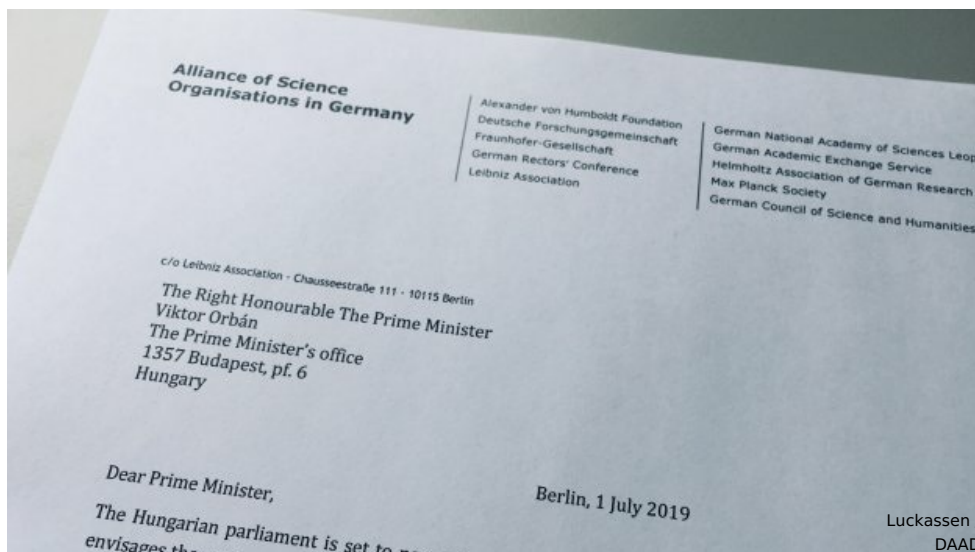 Alliance of Science
Organisations in Germany
Alexander von Humboldt Foundation
Deutsche Forschungsgemeinschaft
Fraunhofer-Gesellschaft
German Rectors' Conference
Leibniz Association
German National Academy of Sciences
German Academic Exchange Service
Helmholtz Association of German Research
Max Planck Society
German Council of Science and Humanities
c/o Leibniz Association · Chausseestraße 111 · 10115 Berlin
The Right Honourable The Prime Minister
Viktor Orbán
The Prime Minister's office
1357 Budapest, pf. 6
Hungary
Berlin, 1 July 2019
Dear Prime Minister,
The Hungarian parliament is set to
envisages
Luckassen
DAAD